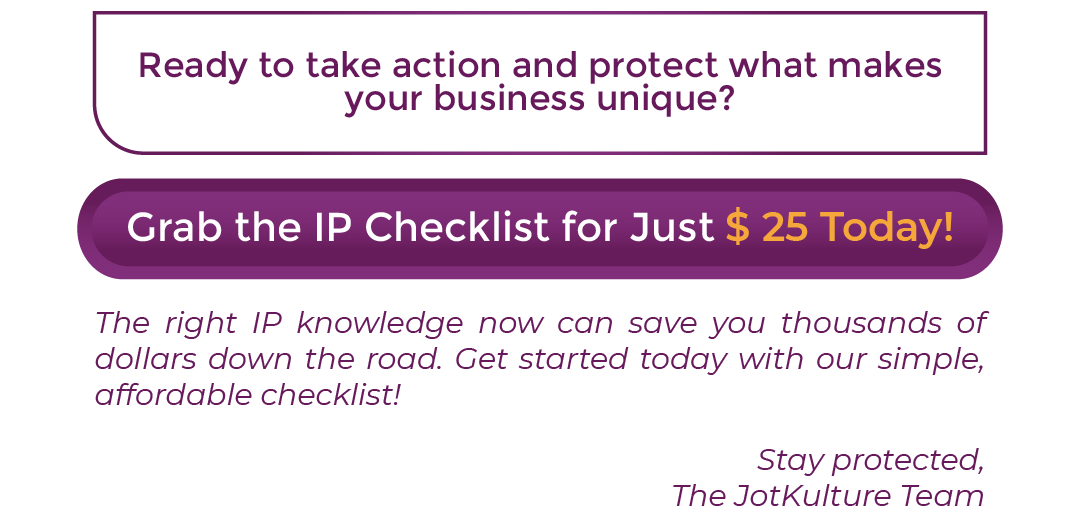 Ready to take action and protect what makes
your business unique?
Grab the IP Checklist for Just $ 25 Today!
The right IP knowledge now can save you thousands of
dollars down the road. Get started today with our simple,
affordable checklist!
Stay protected,
The JotKulture Team